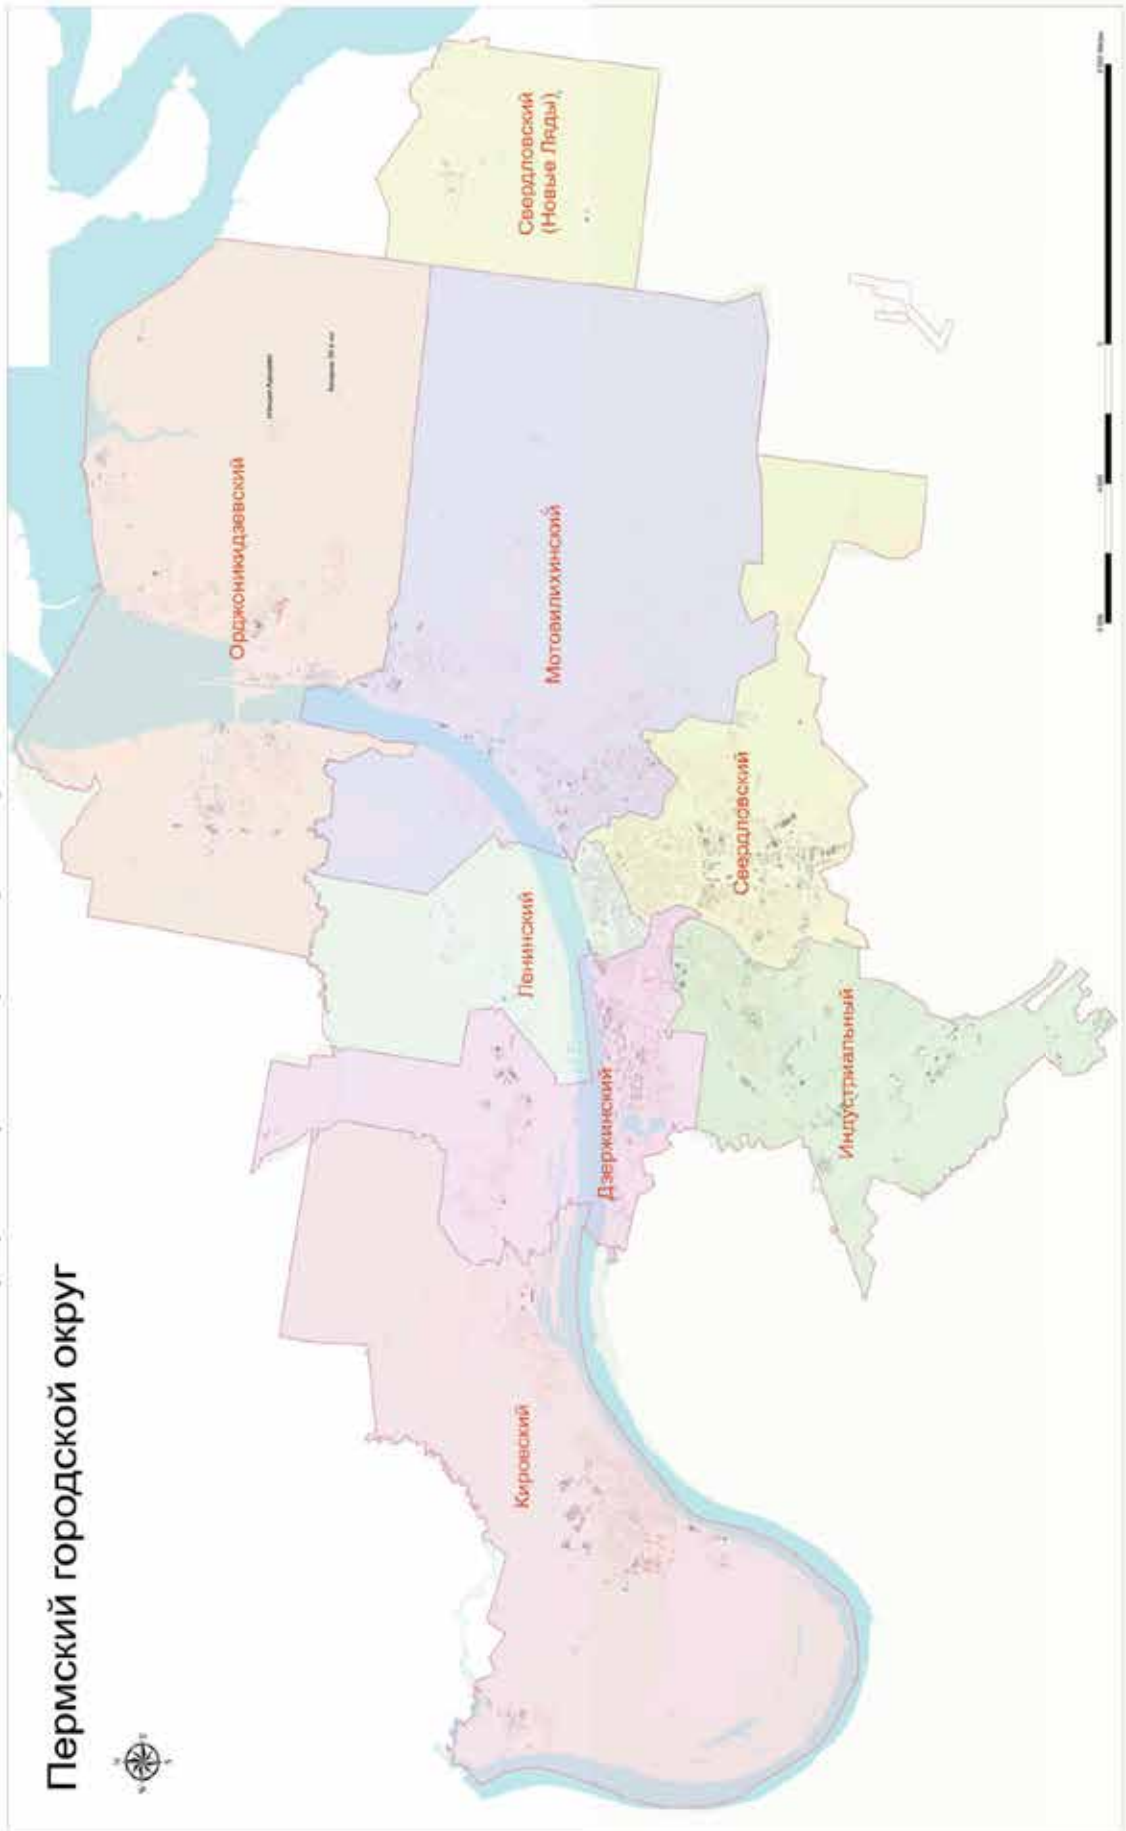 Пермский городской округ
Орджоникидзевский
Свердловский
(Новые Ляды)
Мотовилихинский
Ленинский
Кировский
Дзержинский
Свердловский
Индустриальный